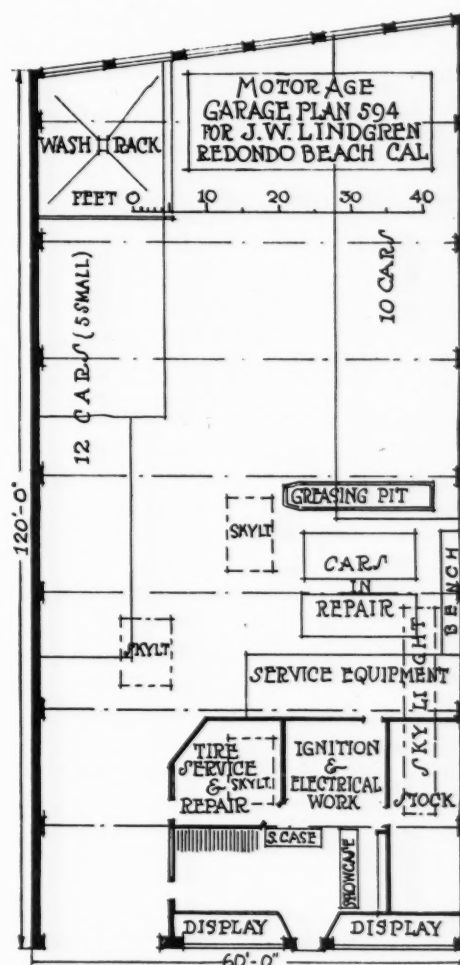 MOTOR AGE
GARAGE PLAN 594
FOR J.W. LINDGREN
REDONDO BEACH CAL
WASH RACK
FEET 0 10 20 30 40
12 CARS (5 SMALL)
10 CARS
120'-0"
GREASING PIT
SKYLT
CARS
IN
REPAIR
BENCH
SKYLT
SERVICE EQUIPMENT
SKYLIGHT
TIRE
SERVICE
&
REPAIR
SKYLT.
IGNITION
&
ELECTRICAL
WORK
STOCK
S.CASE
SHOWCASE
DISPLAY
DISPLAY
60'-0"